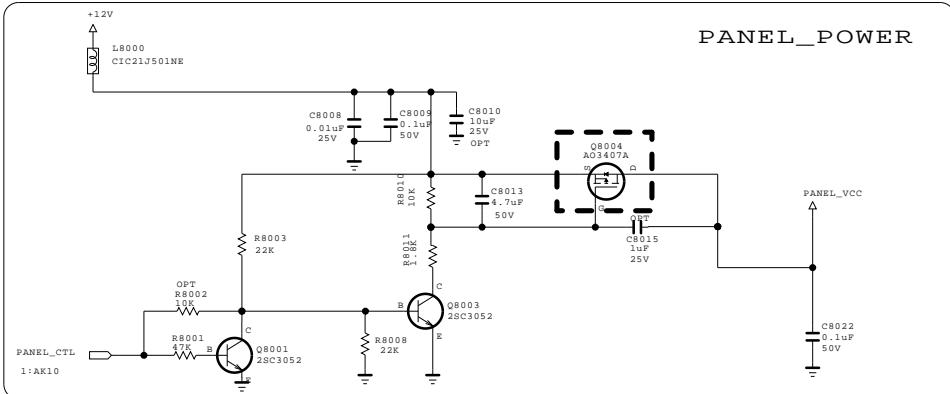 +12V
L8000
CIC21J501NE
PANEL_POWER
C8008
0.01uF
25V
C8009
0.1uF
50V
C8010
10uF
25V
OPT
Q8004
AO3407A
S
D
G
R8010
10K
C8013
4.7uF
50V
PANEL_VCC
OPT
C8015
1uF
25V
R8003
22K
R8011
1.8K
OPT
R8002
10K
C
B
Q8003
2SC3052
E
R8001
47K
C
B
Q8001
2SC3052
E
R8008
22K
C8022
0.1uF
50V
PANEL_CTL
1:AK10